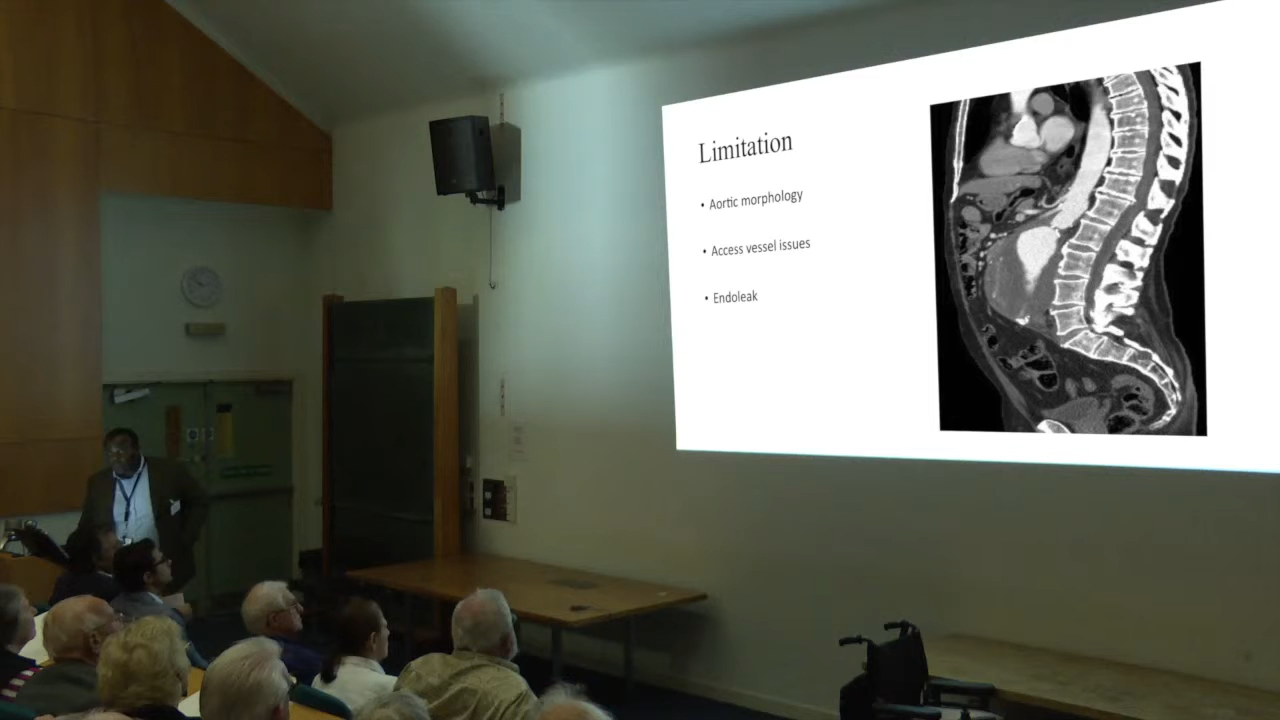 Limitation
• Aortic morphology
• Access vessel issues
• Endoleak